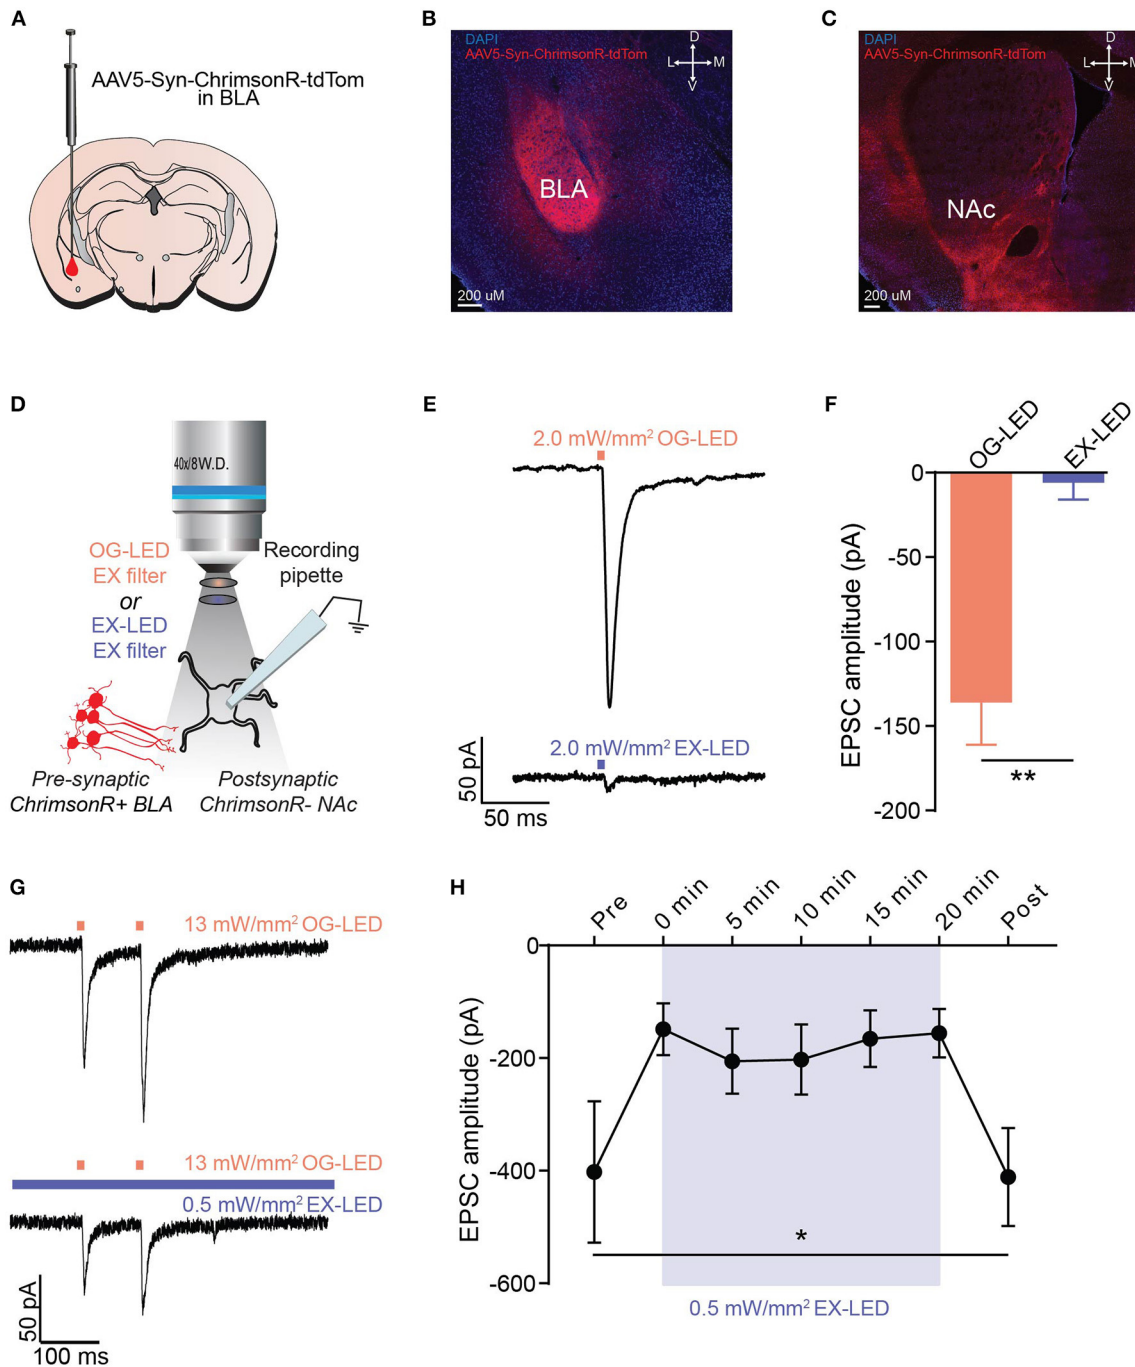 A
AAV5-Syn-ChrimsonR-tdTom
in BLA
B
DAPI
AAV5-Syn-ChrimsonR-tdTom
D
L
M
V
BLA
200 uM
C
DAPI
AAV5-Syn-ChrimsonR-tdTom
D
L
M
V
NAc
200 uM
D
40x/8W.D.
OG-LED
EX filter
or
EX-LED
EX filter
Recording
pipette
Pre-synaptic
ChrimsonR+ BLA
Postsynaptic
ChrimsonR- NAc
E
2.0 mW/mm² OG-LED
2.0 mW/mm² EX-LED
50 pA
50 ms
F
OG-LED
EX-LED
0
-50
-100
-150
-200
EPSC amplitude (pA)
**
G
13 mW/mm² OG-LED
13 mW/mm² OG-LED
0.5 mW/mm² EX-LED
50 pA
100 ms
H
Pre
0 min
5 min
10 min
15 min
20 min
Post
0
-200
-400
-600
EPSC amplitude (pA)
*
0.5 mW/mm² EX-LED